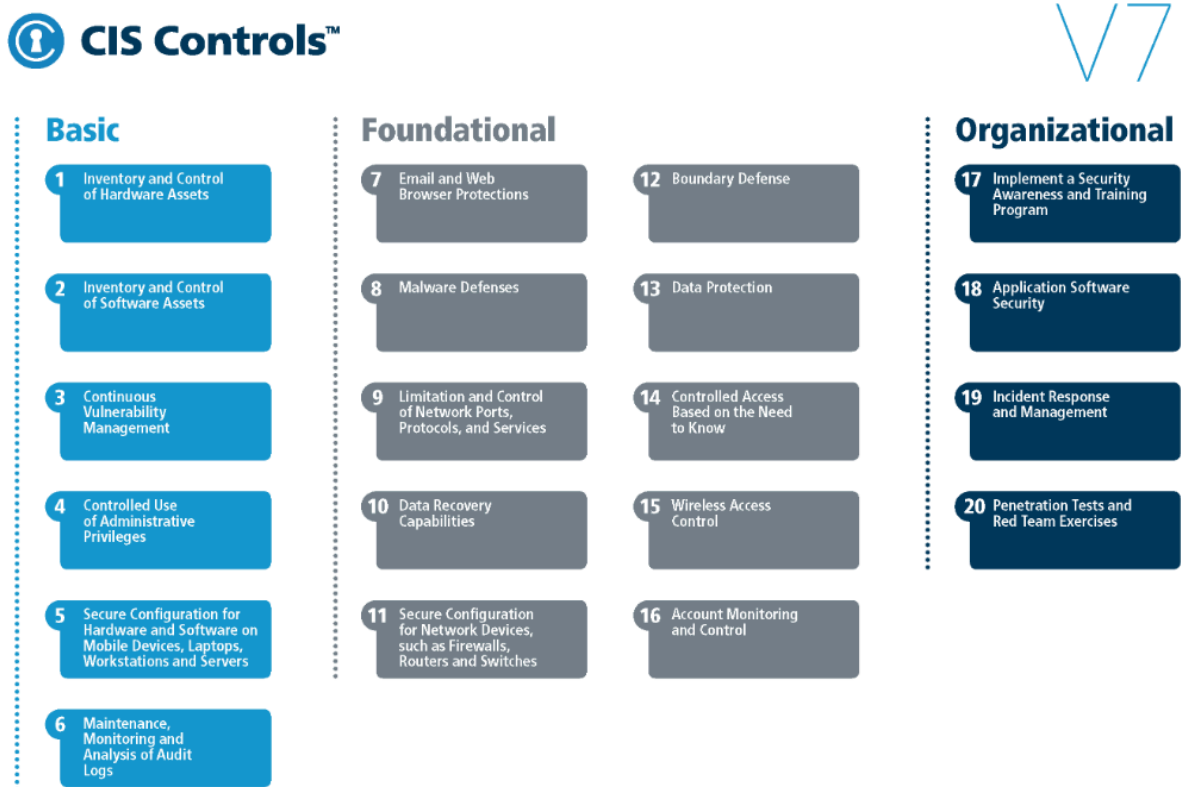 CIS Controls™
V7
Basic
1 Inventory and Control
of Hardware Assets
2 Inventory and Control
of Software Assets
3 Continuous
Vulnerability
Management
4 Controlled Use
of Administrative
Privileges
5 Secure Configuration for
Hardware and Software on
Mobile Devices, Laptops,
Workstations and Servers
6 Maintenance,
Monitoring and
Analysis of Audit
Logs
Foundational
7 Email and Web
Browser Protections
8 Malware Defenses
9 Limitation and Control
of Network Ports,
Protocols, and Services
10 Data Recovery
Capabilities
11 Secure Configuration
for Network Devices,
such as Firewalls,
Routers and Switches
12 Boundary Defense
13 Data Protection
14 Controlled Access
Based on the Need
to Know
15 Wireless Access
Control
16 Account Monitoring
and Control
Organizational
17 Implement a Security
Awareness and Training
Program
18 Application Software
Security
19 Incident Response
and Management
20 Penetration Tests and
Red Team Exercises